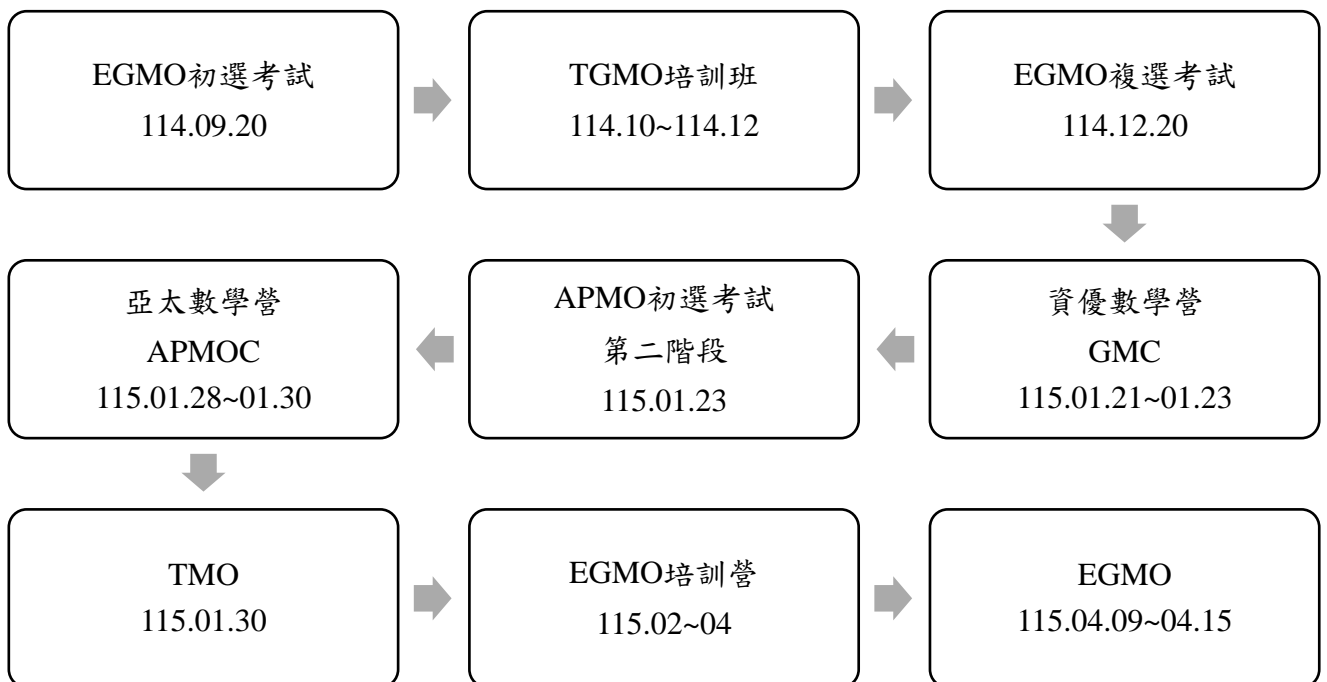 EGMO初選考試
114.09.20
TGMO培訓班
114.10~114.12
EGMO複選考試
114.12.20
資優數學營
GMC
115.01.21~01.23
APMO初選考試
第二階段
115.01.23
亞太數學營
APMOC
115.01.28~01.30
TMO
115.01.30
EGMO培訓營
115.02~04
EGMO
115.04.09~04.15